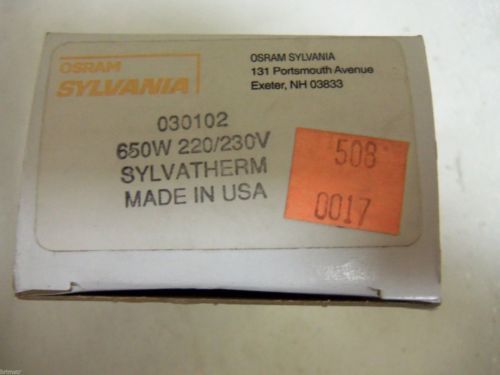 OSRAM
SYLVANIA
OSRAM SYLVANIA
131 Portsmouth Avenue
Exeter, NH 03833
030102
650W 220/230V
SYLVATHERM
MADE IN USA
508
0017